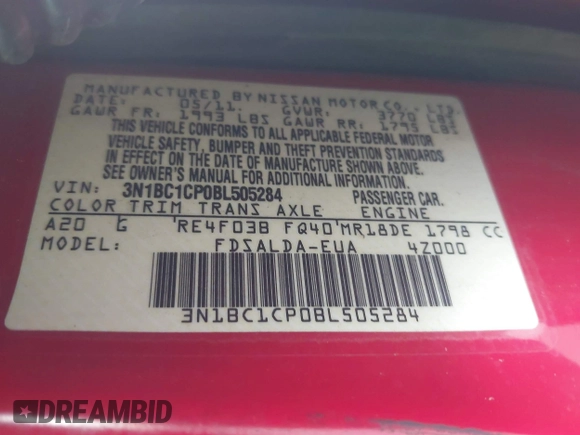 MANUFACTURED BY NISSAN MOTOR CO., LTD.
DATE: 05/11. GVWR: 3770 LBS
GAWR FR: 1993 LBS GAWR RR: 1795 LBS
THIS VEHICLE CONFORMS TO ALL APPLICABLE FEDERAL MOTOR
VEHICLE SAFETY, BUMPER AND THEFT PREVENTION STANDARDS
IN EFFECT ON THE DATE OF MANUFACTURE SHOWN ABOVE.
SEE OWNER'S MANUAL FOR ADDITIONAL INFORMATION
VIN: 3N1BC1CP0BL505284 PASSENGER CAR.
COLOR TRIM TRANS AXLE ENGINE
A20 G RE4F03B FQ40 MR18DE 1798 CC
MODEL: FDSALDA-EUA 4Z000
3N1BC1CP0BL505284
DREAMBID